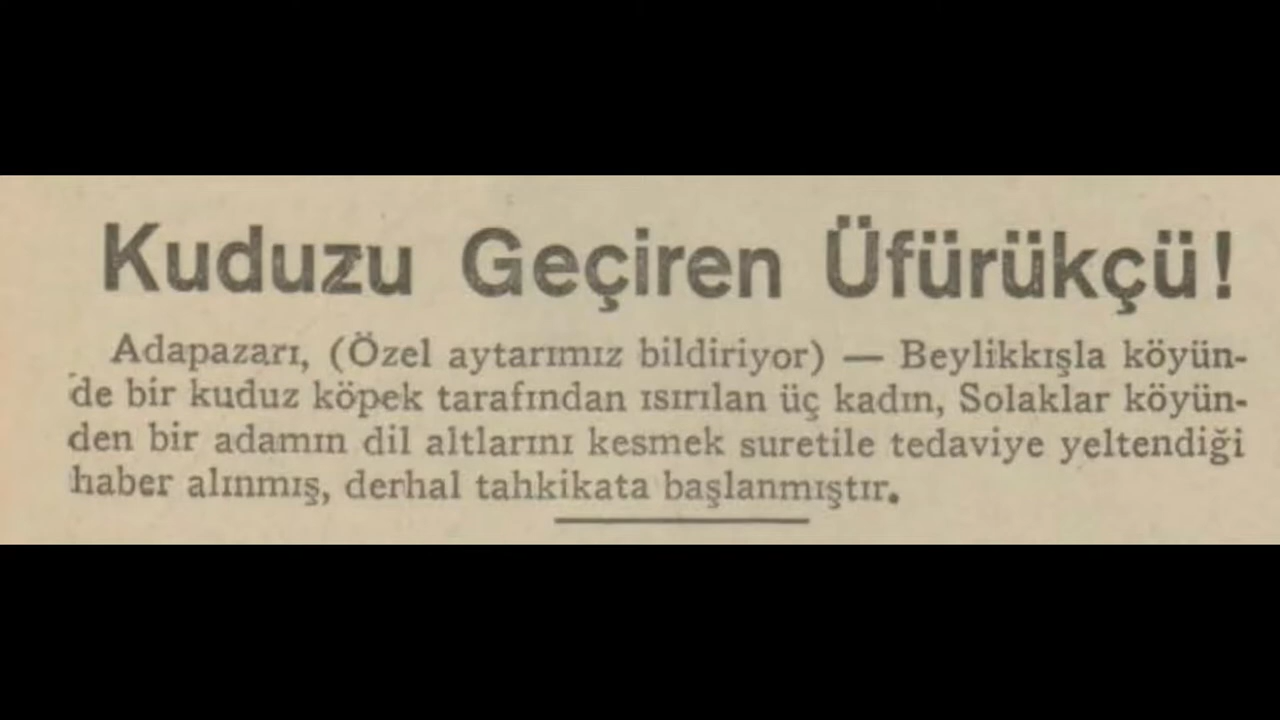 Kuduzu Geçiren Üfürükçü!
Adapazarı, (Özel aytarımız bildiriyor) — Beylikkışla köyün-
de bir kuduz köpek tarafından ısırılan üç kadın, Solaklar köyün-
den bir adamın dil altlarını kesmek suretile tedaviye yeltendiği
haber alınmış, derhal tahkikata başlanmıştır.